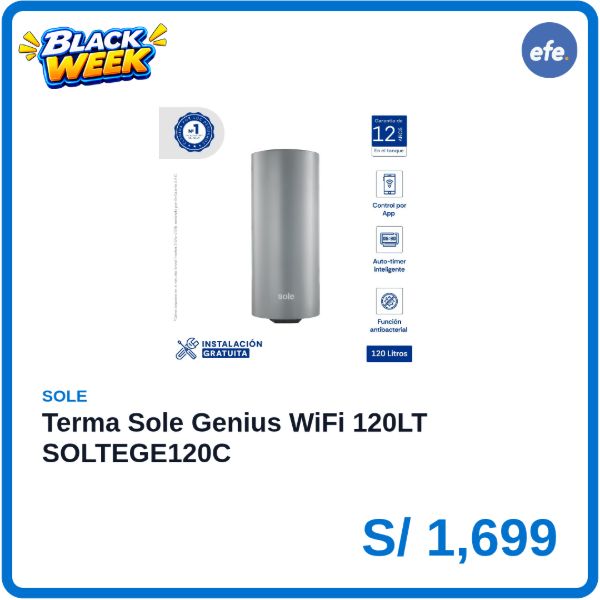 BLACK
WEEK
efe.
N°1
Garantía de
12 AÑOS
En el tanque
Control por
App
Auto-timer
inteligente
Función
antibacterial
120 Litros
sole
INSTALACIÓN
GRATUITA
SOLE
Terma Sole Genius WiFi 120LT
SOLTEGE120C
S/ 1,699